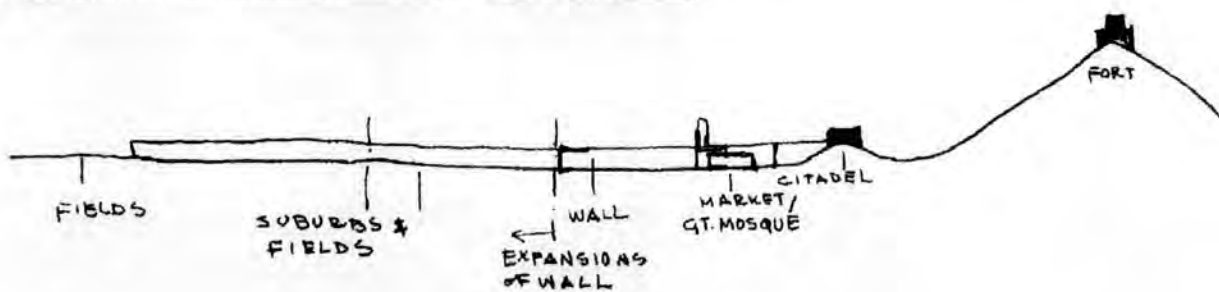 FORT
CITADEL
MARKET/
GT. MOSQUE
WALL
EXPANSIONS
OF WALL
SUBURBS &
FIELDS
FIELDS